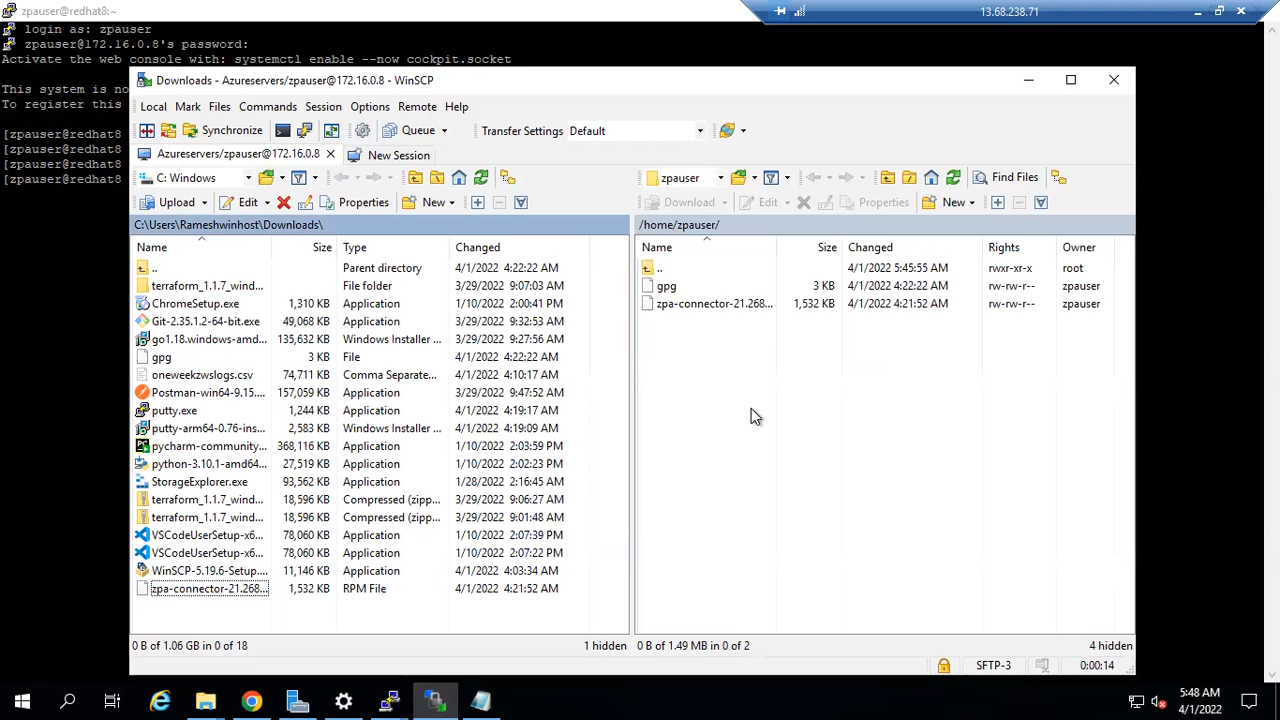 zpauser@redhat8:~
13.68.238.71
login as: zpauser
zpauser@172.16.0.8's password:
Activate the web console with: systemctl enable --now cockpit.socket
This system is no
To register this
[zpauser@redhat8
[zpauser@redhat8
[zpauser@redhat8
[zpauser@redhat8
Downloads - Azureservers/zpauser@172.16.0.8 - WinSCP
Local Mark Files Commands Session Options Remote Help
Synchronize Queue Transfer Settings Default
Azureservers/zpauser@172.16.0.8 New Session
C: Windows zpauser Find Files
Upload Edit Properties New Download Edit Properties New
C:\Users\Rameshwinhost\Downloads\ /home/zpauser/
Name Size Type Changed
.. Parent directory 4/1/2022 4:22:22 AM
terraform_1.1.7_wind... File folder 3/29/2022 9:07:03 AM
ChromeSetup.exe 1,310 KB Application 1/10/2022 2:00:41 PM
Git-2.35.1.2-64-bit.exe 49,068 KB Application 3/29/2022 9:32:53 AM
go1.18.windows-amd... 135,632 KB Windows Installer ... 3/29/2022 9:27:56 AM
gpg 3 KB File 4/1/2022 4:22:22 AM
oneweekzwslogs.csv 74,711 KB Comma Separate... 4/1/2022 4:10:17 AM
Postman-win64-9.15.... 157,059 KB Application 3/29/2022 9:47:52 AM
putty.exe 1,244 KB Application 4/1/2022 4:19:17 AM
putty-arm64-0.76-ins... 2,583 KB Windows Installer ... 4/1/2022 4:19:09 AM
pycharm-community... 368,116 KB Application 1/10/2022 2:03:59 PM
python-3.10.1-amd64... 27,519 KB Application 1/10/2022 2:02:23 PM
StorageExplorer.exe 93,562 KB Application 1/28/2022 2:16:45 AM
terraform_1.1.7_wind... 18,596 KB Compressed (zipp... 3/29/2022 9:06:27 AM
terraform_1.1.7_wind... 18,596 KB Compressed (zipp... 3/29/2022 9:01:48 AM
VSCodeUserSetup-x6... 78,060 KB Application 1/10/2022 2:07:39 PM
VSCodeUserSetup-x6... 78,060 KB Application 1/10/2022 2:07:22 PM
WinSCP-5.19.6-Setup.... 11,146 KB Application 4/1/2022 4:03:34 AM
zpa-connector-21.268... 1,532 KB RPM File 4/1/2022 4:21:52 AM
Name Size Changed Rights Owner
.. 4/1/2022 5:45:55 AM rwxr-xr-x root
gpg 3 KB 4/1/2022 4:22:22 AM rw-rw-r-- zpauser
zpa-connector-21.268... 1,532 KB 4/1/2022 4:21:52 AM rw-rw-r-- zpauser
0 B of 1.06 GB in 0 of 18 1 hidden
0 B of 1.49 MB in 0 of 2 4 hidden
SFTP-3 0:00:14
5:48 AM
4/1/2022